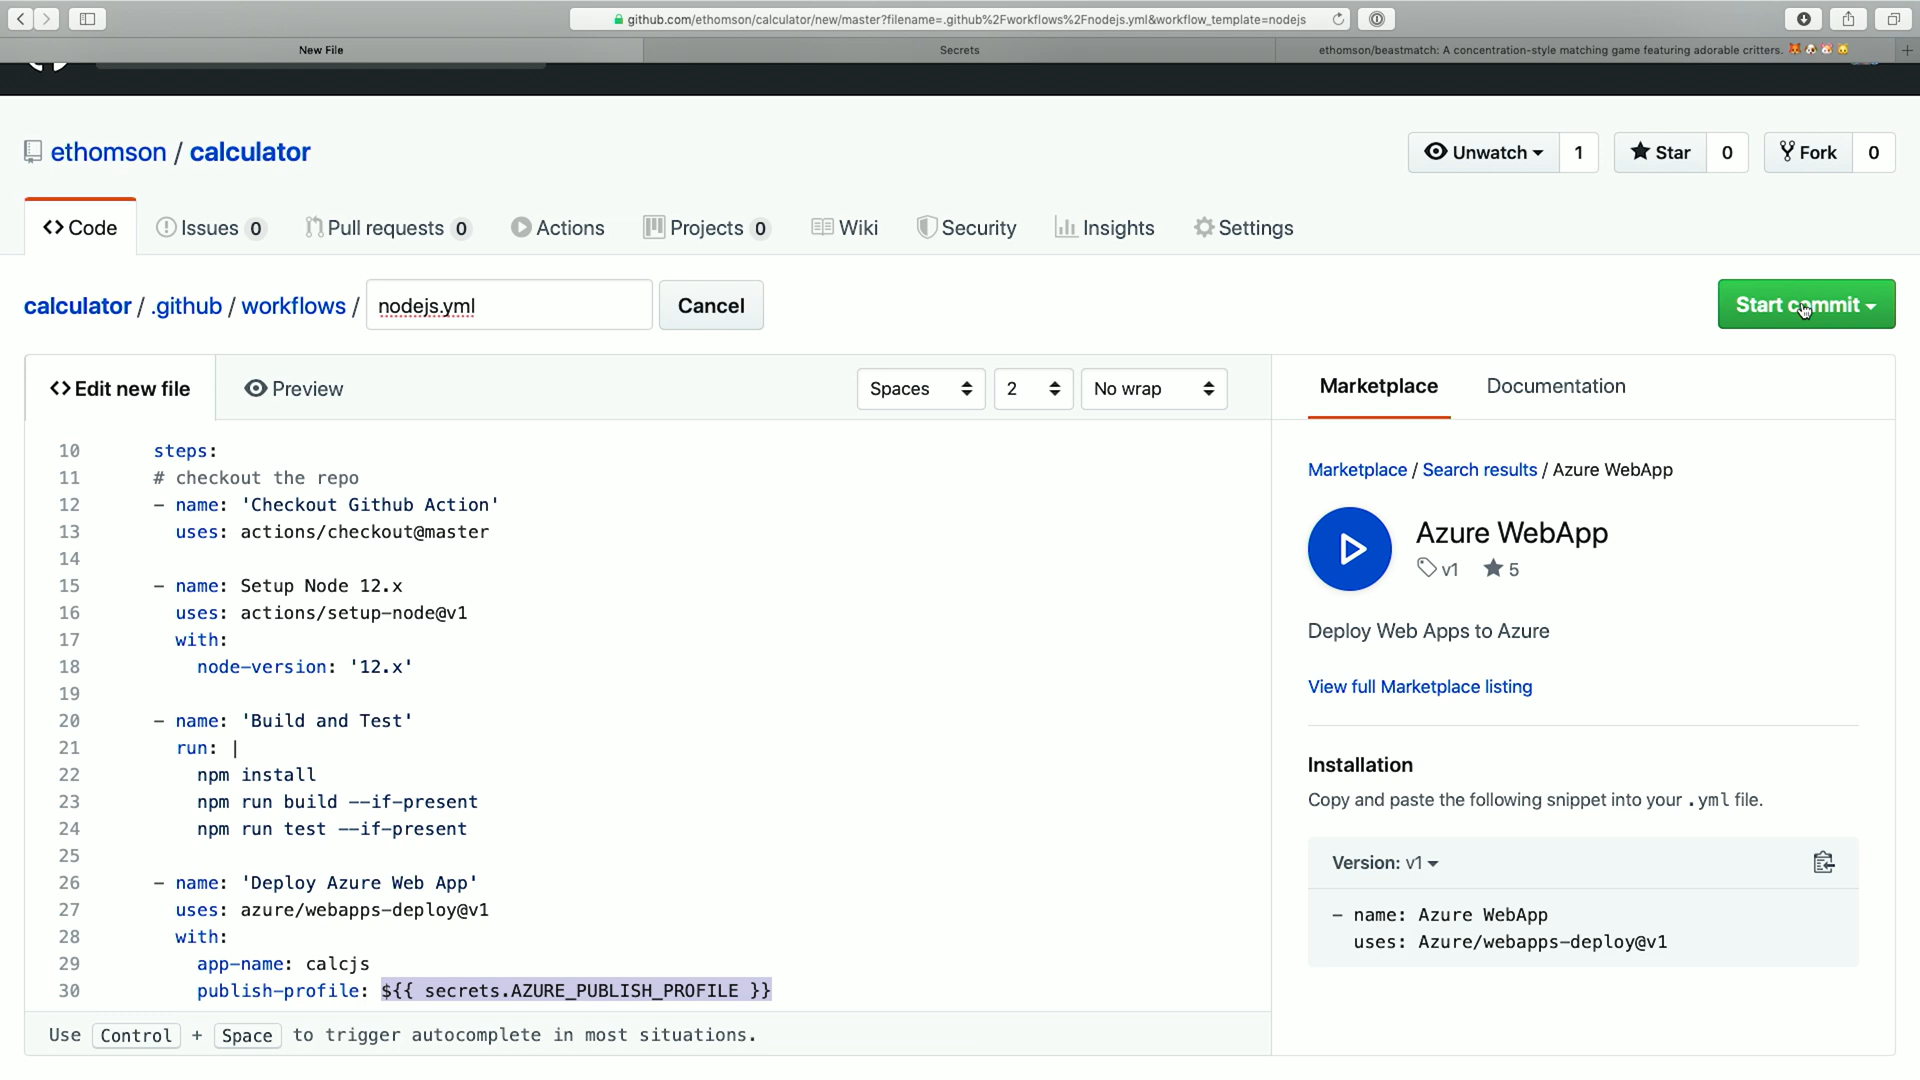 github.com/ethomson/calculator/new/master?filename=.github%2Fworkflows%2Fnodejs.yml&workflow_template=nodejs
New File
Secrets
ethomson/beastmatch: A concentration-style matching game featuring adorable critters. 🦊 🐶 🐹 🐱
ethomson / calculator
Unwatch 1
Star 0
Fork 0
Code
Issues 0
Pull requests 0
Actions
Projects 0
Wiki
Security
Insights
Settings
calculator / .github / workflows / nodejs.yml
Cancel
Start commit
Edit new file
Preview
Spaces
2
No wrap
10 steps:
11 # checkout the repo
12 - name: 'Checkout Github Action'
13 uses: actions/checkout@master
14
15 - name: Setup Node 12.x
16 uses: actions/setup-node@v1
17 with:
18 node-version: '12.x'
19
20 - name: 'Build and Test'
21 run: |
22 npm install
23 npm run build --if-present
24 npm run test --if-present
25
26 - name: 'Deploy Azure Web App'
27 uses: azure/webapps-deploy@v1
28 with:
29 app-name: calcjs
30 publish-profile: ${{ secrets.AZURE_PUBLISH_PROFILE }}
Use Control + Space to trigger autocomplete in most situations.
Marketplace
Documentation
Marketplace / Search results / Azure WebApp
Azure WebApp
v1 5
Deploy Web Apps to Azure
View full Marketplace listing
Installation
Copy and paste the following snippet into your .yml file.
Version: v1
- name: Azure WebApp
uses: Azure/webapps-deploy@v1